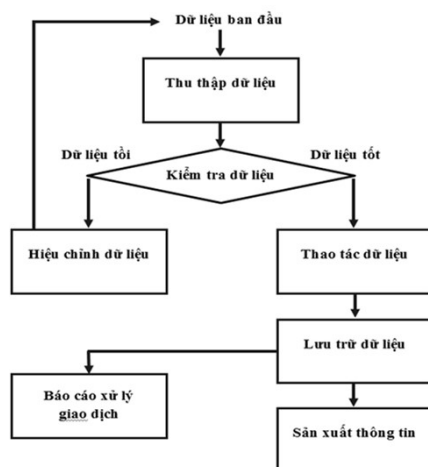 Dữ liệu ban đầu
Thu thập dữ liệu
Dữ liệu tồi
Dữ liệu tốt
Kiểm tra dữ liệu
Hiệu chỉnh dữ liệu
Thao tác dữ liệu
Lưu trữ dữ liệu
Báo cáo xử lý
giao dịch
Sản xuất thông tin